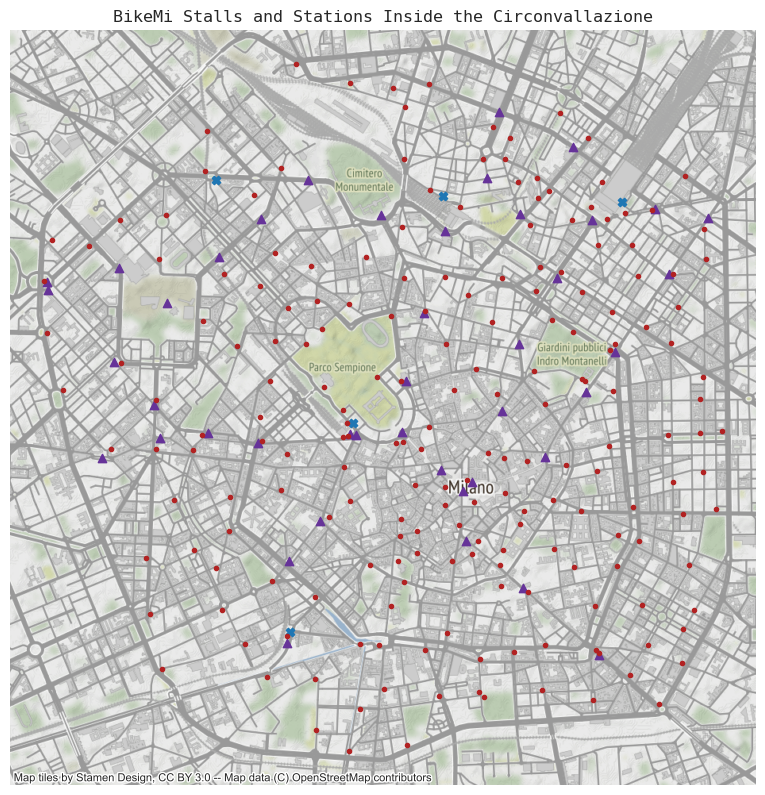 BikeMi Stalls and Stations Inside the Circonvallazione
Cimitero
Monumentale
Giardini pubblici
Indro Montanelli
Parco Sempione
Milano
Map tiles by Stamen Design, CC BY 3.0 -- Map data (C) OpenStreetMap contributors